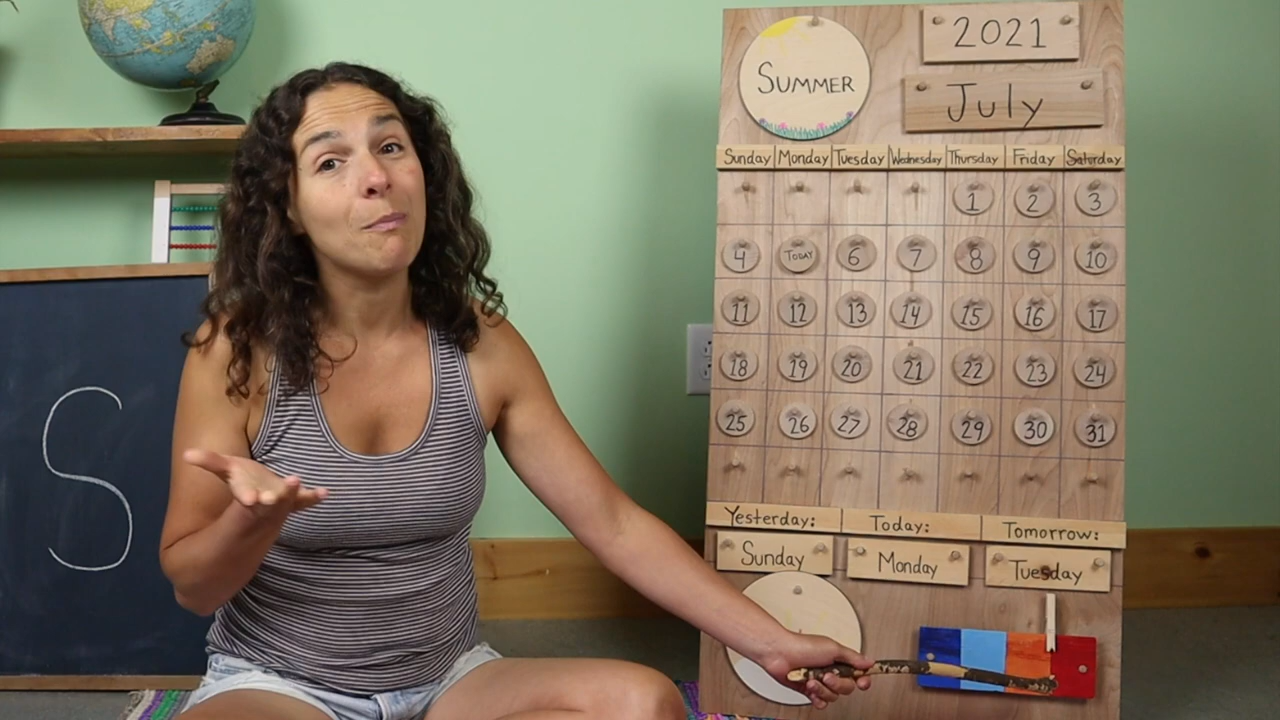 S
SUMMER
2021
July
Sunday Monday Tuesday Wednesday Thursday Friday Saturday
1 2 3
4 TODAY 6 7 8 9 10
11 12 13 14 15 16 17
18 19 20 21 22 23 24
25 26 27 28 29 30 31
Yesterday: Today: Tomorrow:
Sunday Monday Tuesday